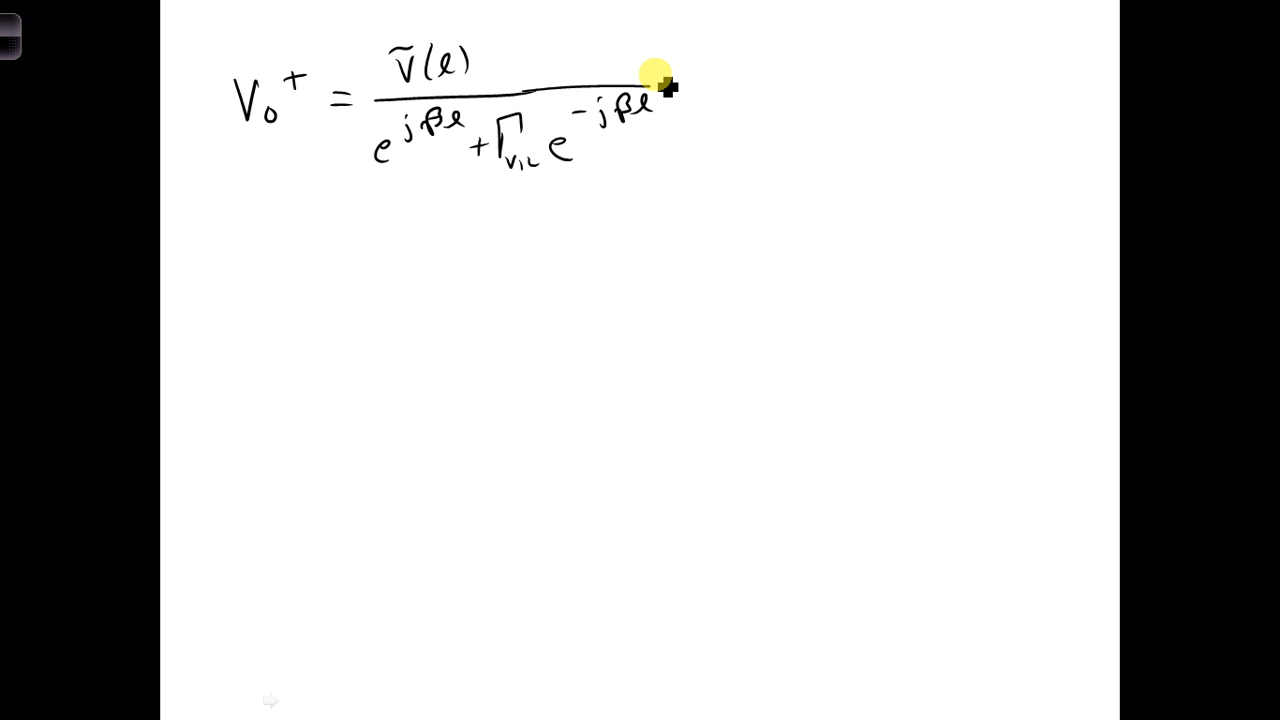 V₀⁺ = Ṽ(ℓ) / (e^{jβℓ} + Γ_{V,L} e^{-jβℓ})